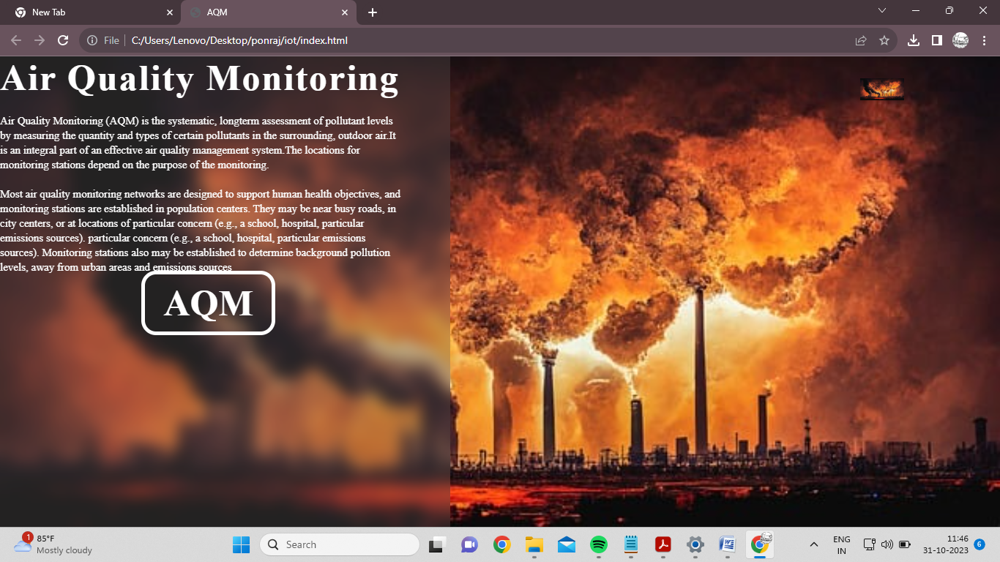 New Tab
AQM
File
C:/Users/Lenovo/Desktop/ponraj/iot/index.html
Air Quality Monitoring
Air Quality Monitoring (AQM) is the systematic, longterm assessment of pollutant levels
by measuring the quantity and types of certain pollutants in the surrounding, outdoor air.It
is an integral part of an effective air quality management system.The locations for
monitoring stations depend on the purpose of the monitoring.
Most air quality monitoring networks are designed to support human health objectives, and
monitoring stations are established in population centers. They may be near busy roads, in
city centers, or at locations of particular concern (e.g., a school, hospital, particular
emissions sources). particular concern (e.g., a school, hospital, particular emissions
sources). Monitoring stations also may be established to determine background pollution
levels, away from urban areas and emissions sources
AQM
1
85°F
Mostly cloudy
Search
W
ENG
IN
11:46
31-10-2023
6